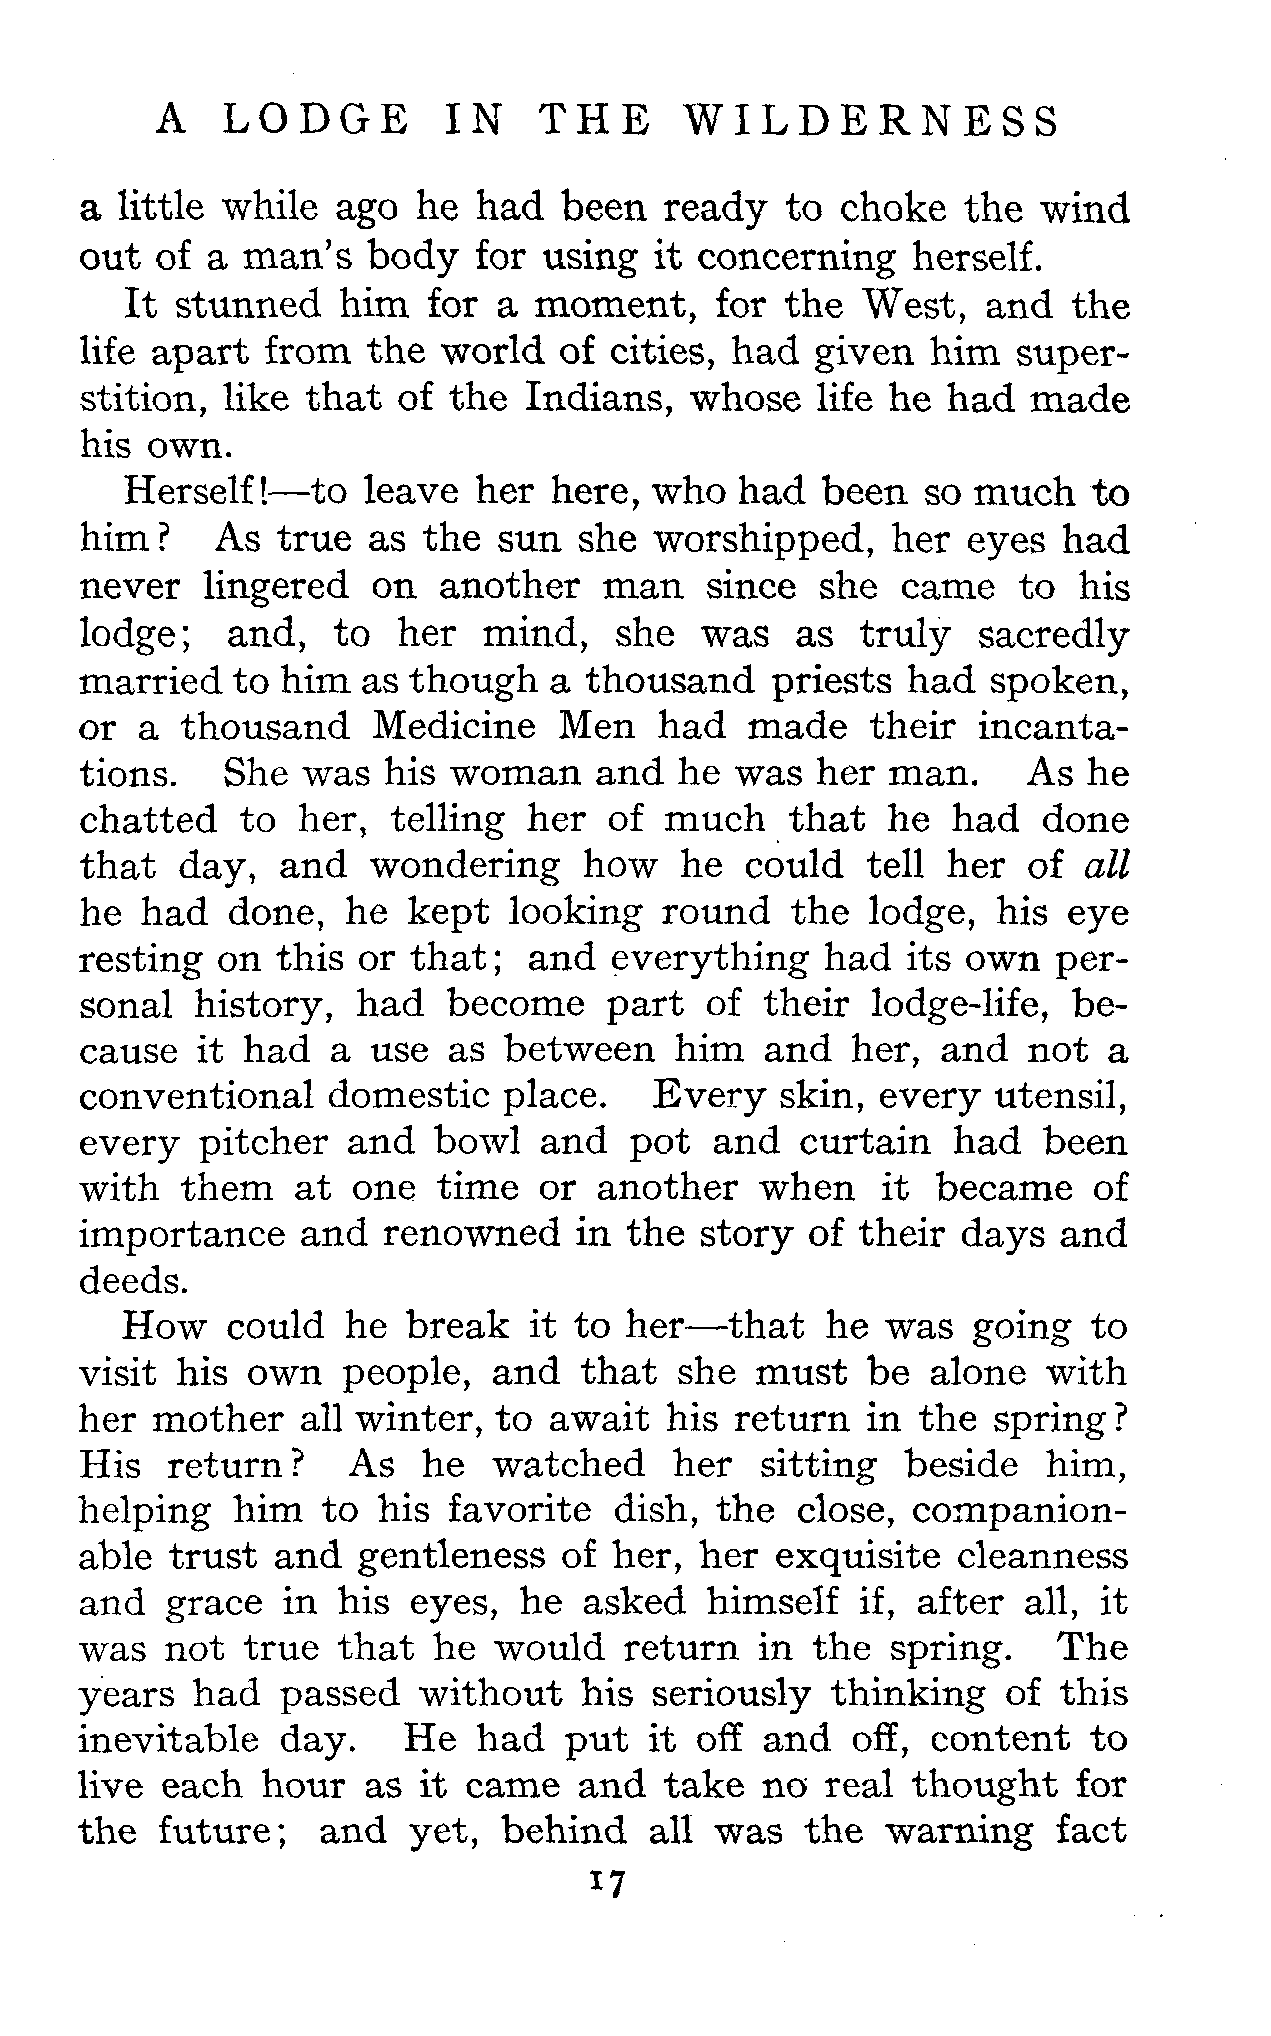 A LODGE IN THE WILDERNESS
a little while ago he had been ready to choke the wind
out of a man's body for using it concerning herself.
It stunned him for a moment, for the West, and the
life apart from the world of cities, had given him super-
stition, like that of the Indians, whose life he had made
his own.
Herself!—to leave her here, who had been so much to
him? As true as the sun she worshipped, her eyes had
never lingered on another man since she came to his
lodge; and, to her mind, she was as truly sacredly
married to him as though a thousand priests had spoken,
or a thousand Medicine Men had made their incanta-
tions. She was his woman and he was her man. As he
chatted to her, telling her of much that he had done
that day, and wondering how he could tell her of all
he had done, he kept looking round the lodge, his eye
resting on this or that; and everything had its own per-
sonal history, had become part of their lodge-life, be-
cause it had a use as between him and her, and not a
conventional domestic place. Every skin, every utensil,
every pitcher and bowl and pot and curtain had been
with them at one time or another when it became of
importance and renowned in the story of their days and
deeds.
How could he break it to her—that he was going to
visit his own people, and that she must be alone with
her mother all winter, to await his return in the spring?
His return? As he watched her sitting beside him,
helping him to his favorite dish, the close, companion-
able trust and gentleness of her, her exquisite cleanness
and grace in his eyes, he asked himself if, after all, it
was not true that he would return in the spring. The
years had passed without his seriously thinking of this
inevitable day. He had put it off and off, content to
live each hour as it came and take no real thought for
the future; and yet, behind all was the warning fact
17